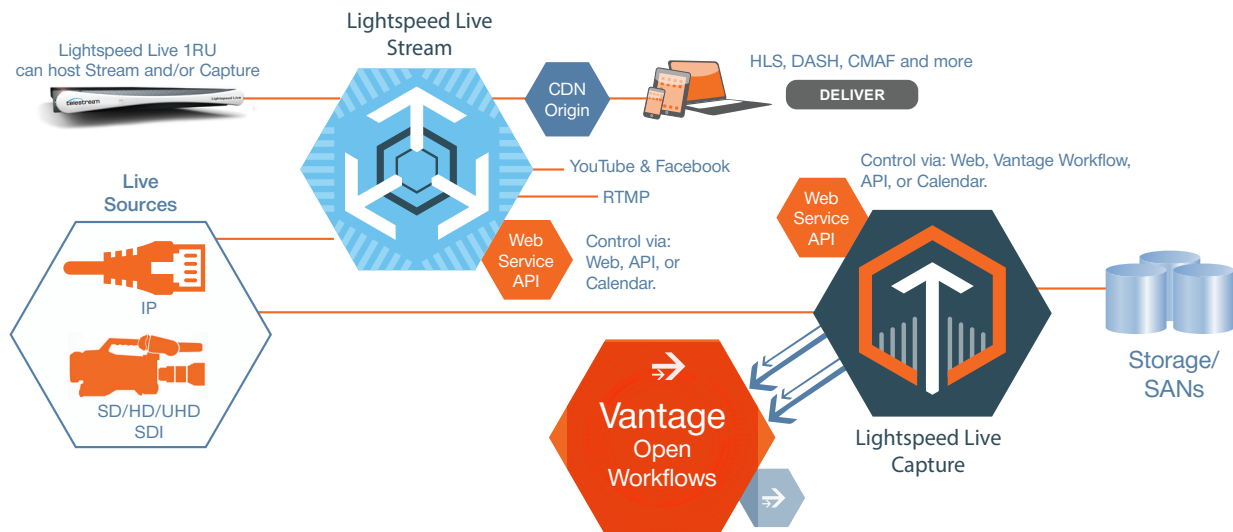 Lightspeed Live
Stream
Lightspeed Live 1RU
can host Stream and/or Capture
telestream
Lightspeed Live
CDN
Origin
HLS, DASH, CMAF and more
DELIVER
YouTube & Facebook
RTMP
Web
Service
API
Control via:
Web, API, or
Calendar.
Live
Sources
IP
SD/HD/UHD
SDI
Control via: Web, Vantage Workflow,
API, or Calendar.
Web
Service
API
Storage/
SANs
Lightspeed Live
Capture
Vantage
Open
Workflows